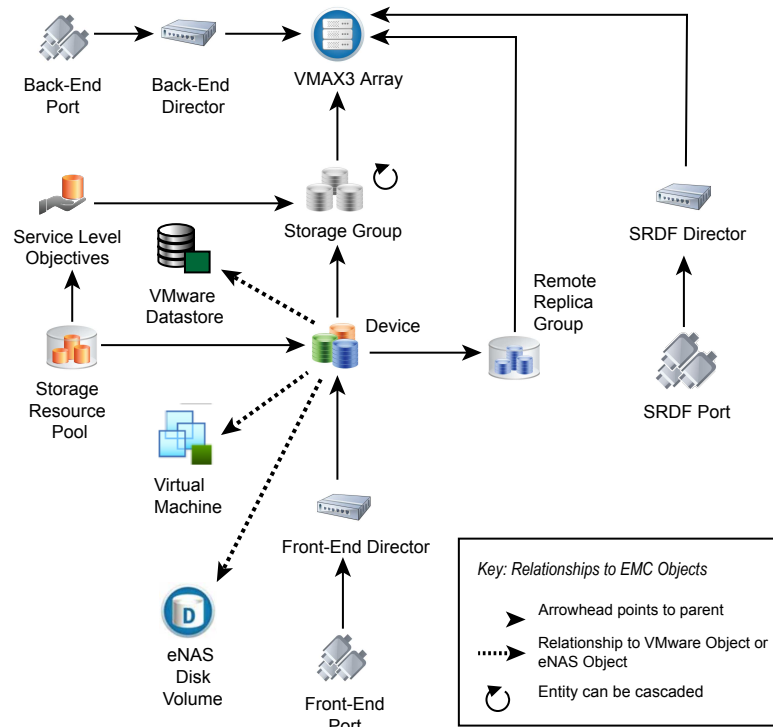 Back-End
Port
Back-End
Director
VMAX3 Array
Service Level
Objectives
Storage Group
SRDF Director
VMware
Datastore
Device
Remote
Replica
Group
Storage
Resource
Pool
SRDF Port
Virtual
Machine
Front-End Director
D
eNAS
Disk
Volume
Front-End
Port
Key: Relationships to EMC Objects
Arrowhead points to parent
Relationship to VMware Object or
eNAS Object
Entity can be cascaded